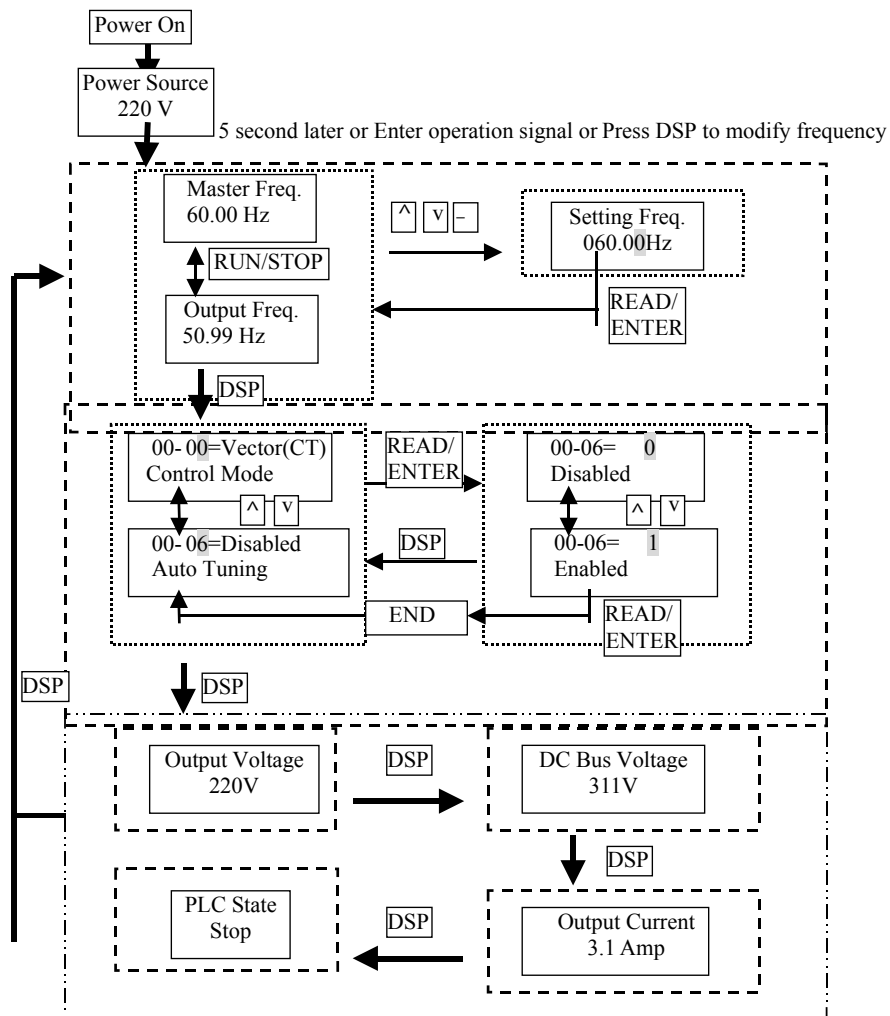 Power On
Power Source
220 V
5 second later or Enter operation signal or Press DSP to modify frequency
Master Freq.
60.00 Hz
^ v –
Setting Freq.
060.00Hz
RUN/STOP
Output Freq.
50.99 Hz
READ/
ENTER
DSP
00- 00=Vector(CT)
Control Mode
READ/
ENTER
00-06= 0
Disabled
^ v
^ v
00- 06=Disabled
Auto Tuning
DSP
00-06= 1
Enabled
END
READ/
ENTER
DSP
DSP
Output Voltage
220V
DSP
DC Bus Voltage
311V
DSP
PLC State
Stop
DSP
Output Current
3.1 Amp